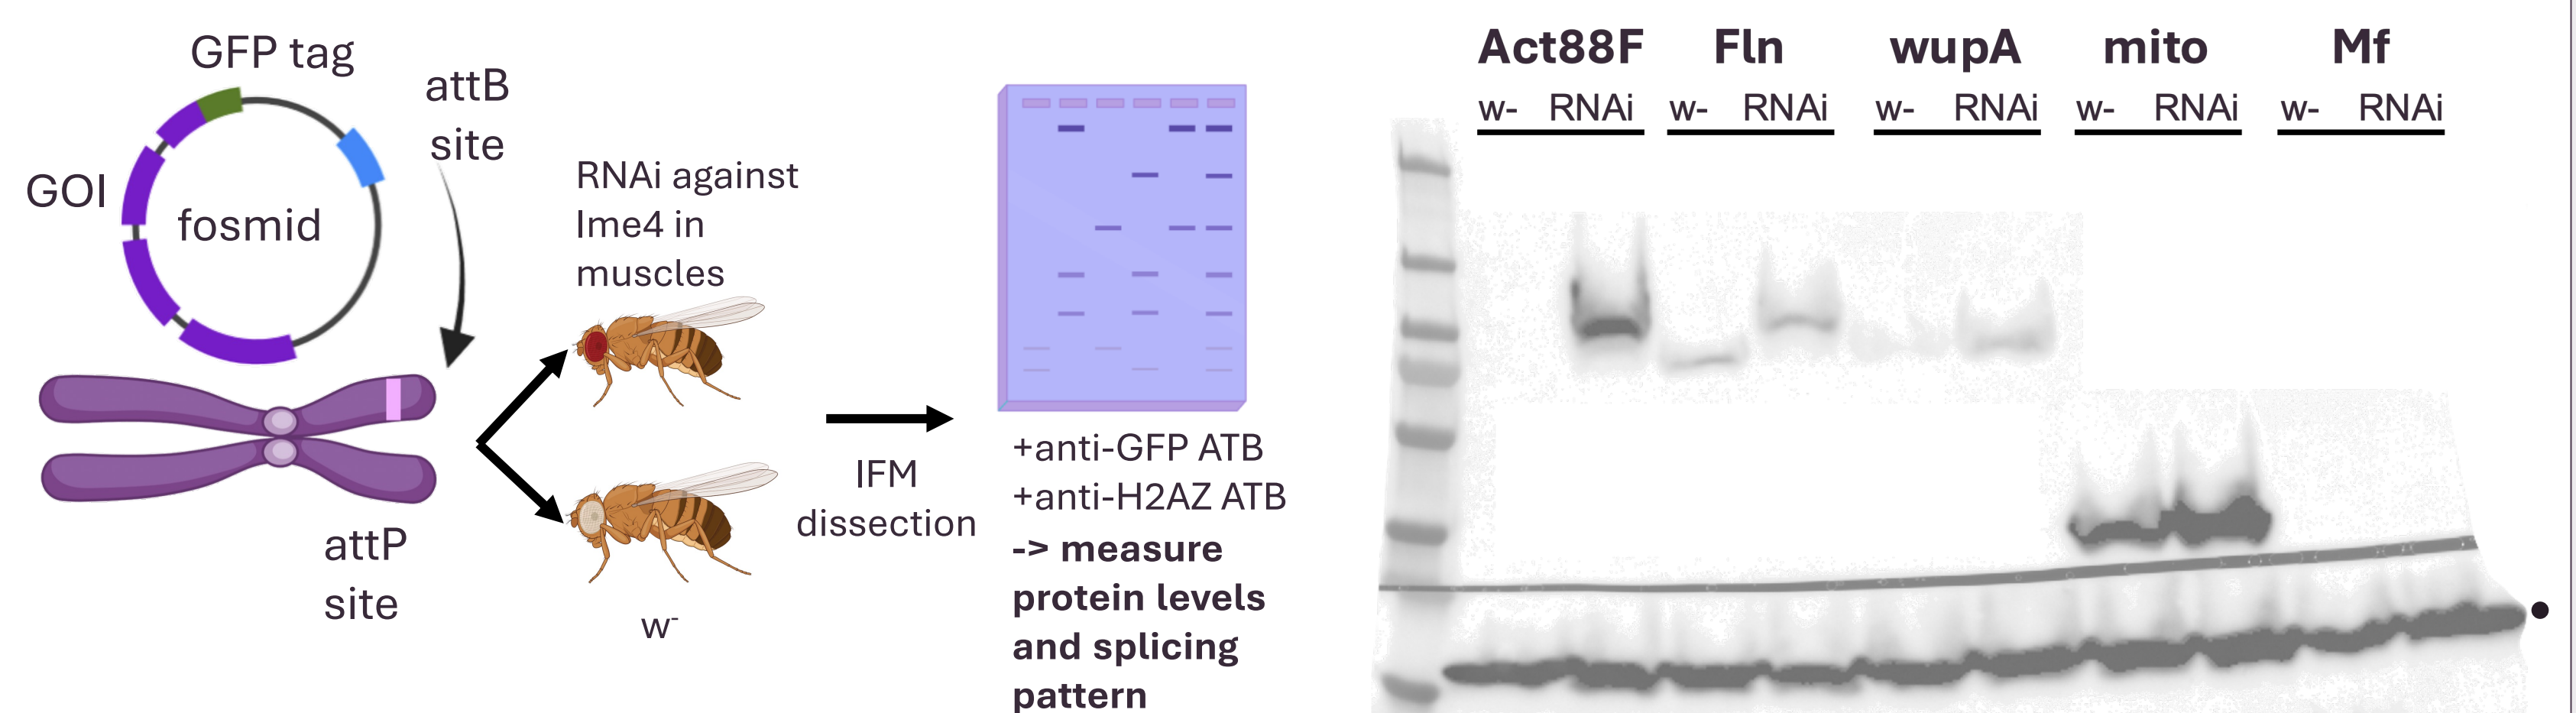 GTP tag
attB
site
GOI
fosmid
attP
site
RNAi against
Ime4 in
muscles
w-
IFM
dissection
+anti-GFP ATB
+anti-H2AZ ATB
-> measure
protein levels
and splicing
pattern
Act88F Fln wupA mito Mf
w- RNAi w- RNAi w- RNAi w- RNAi w- RNAi